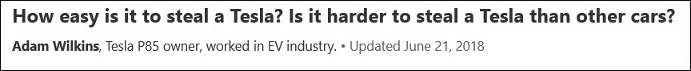 How easy is it to steal a Tesla? Is it harder to steal a Tesla than other cars?
Adam Wilkins, Tesla P85 owner, worked in EV industry. • Updated June 21, 2018